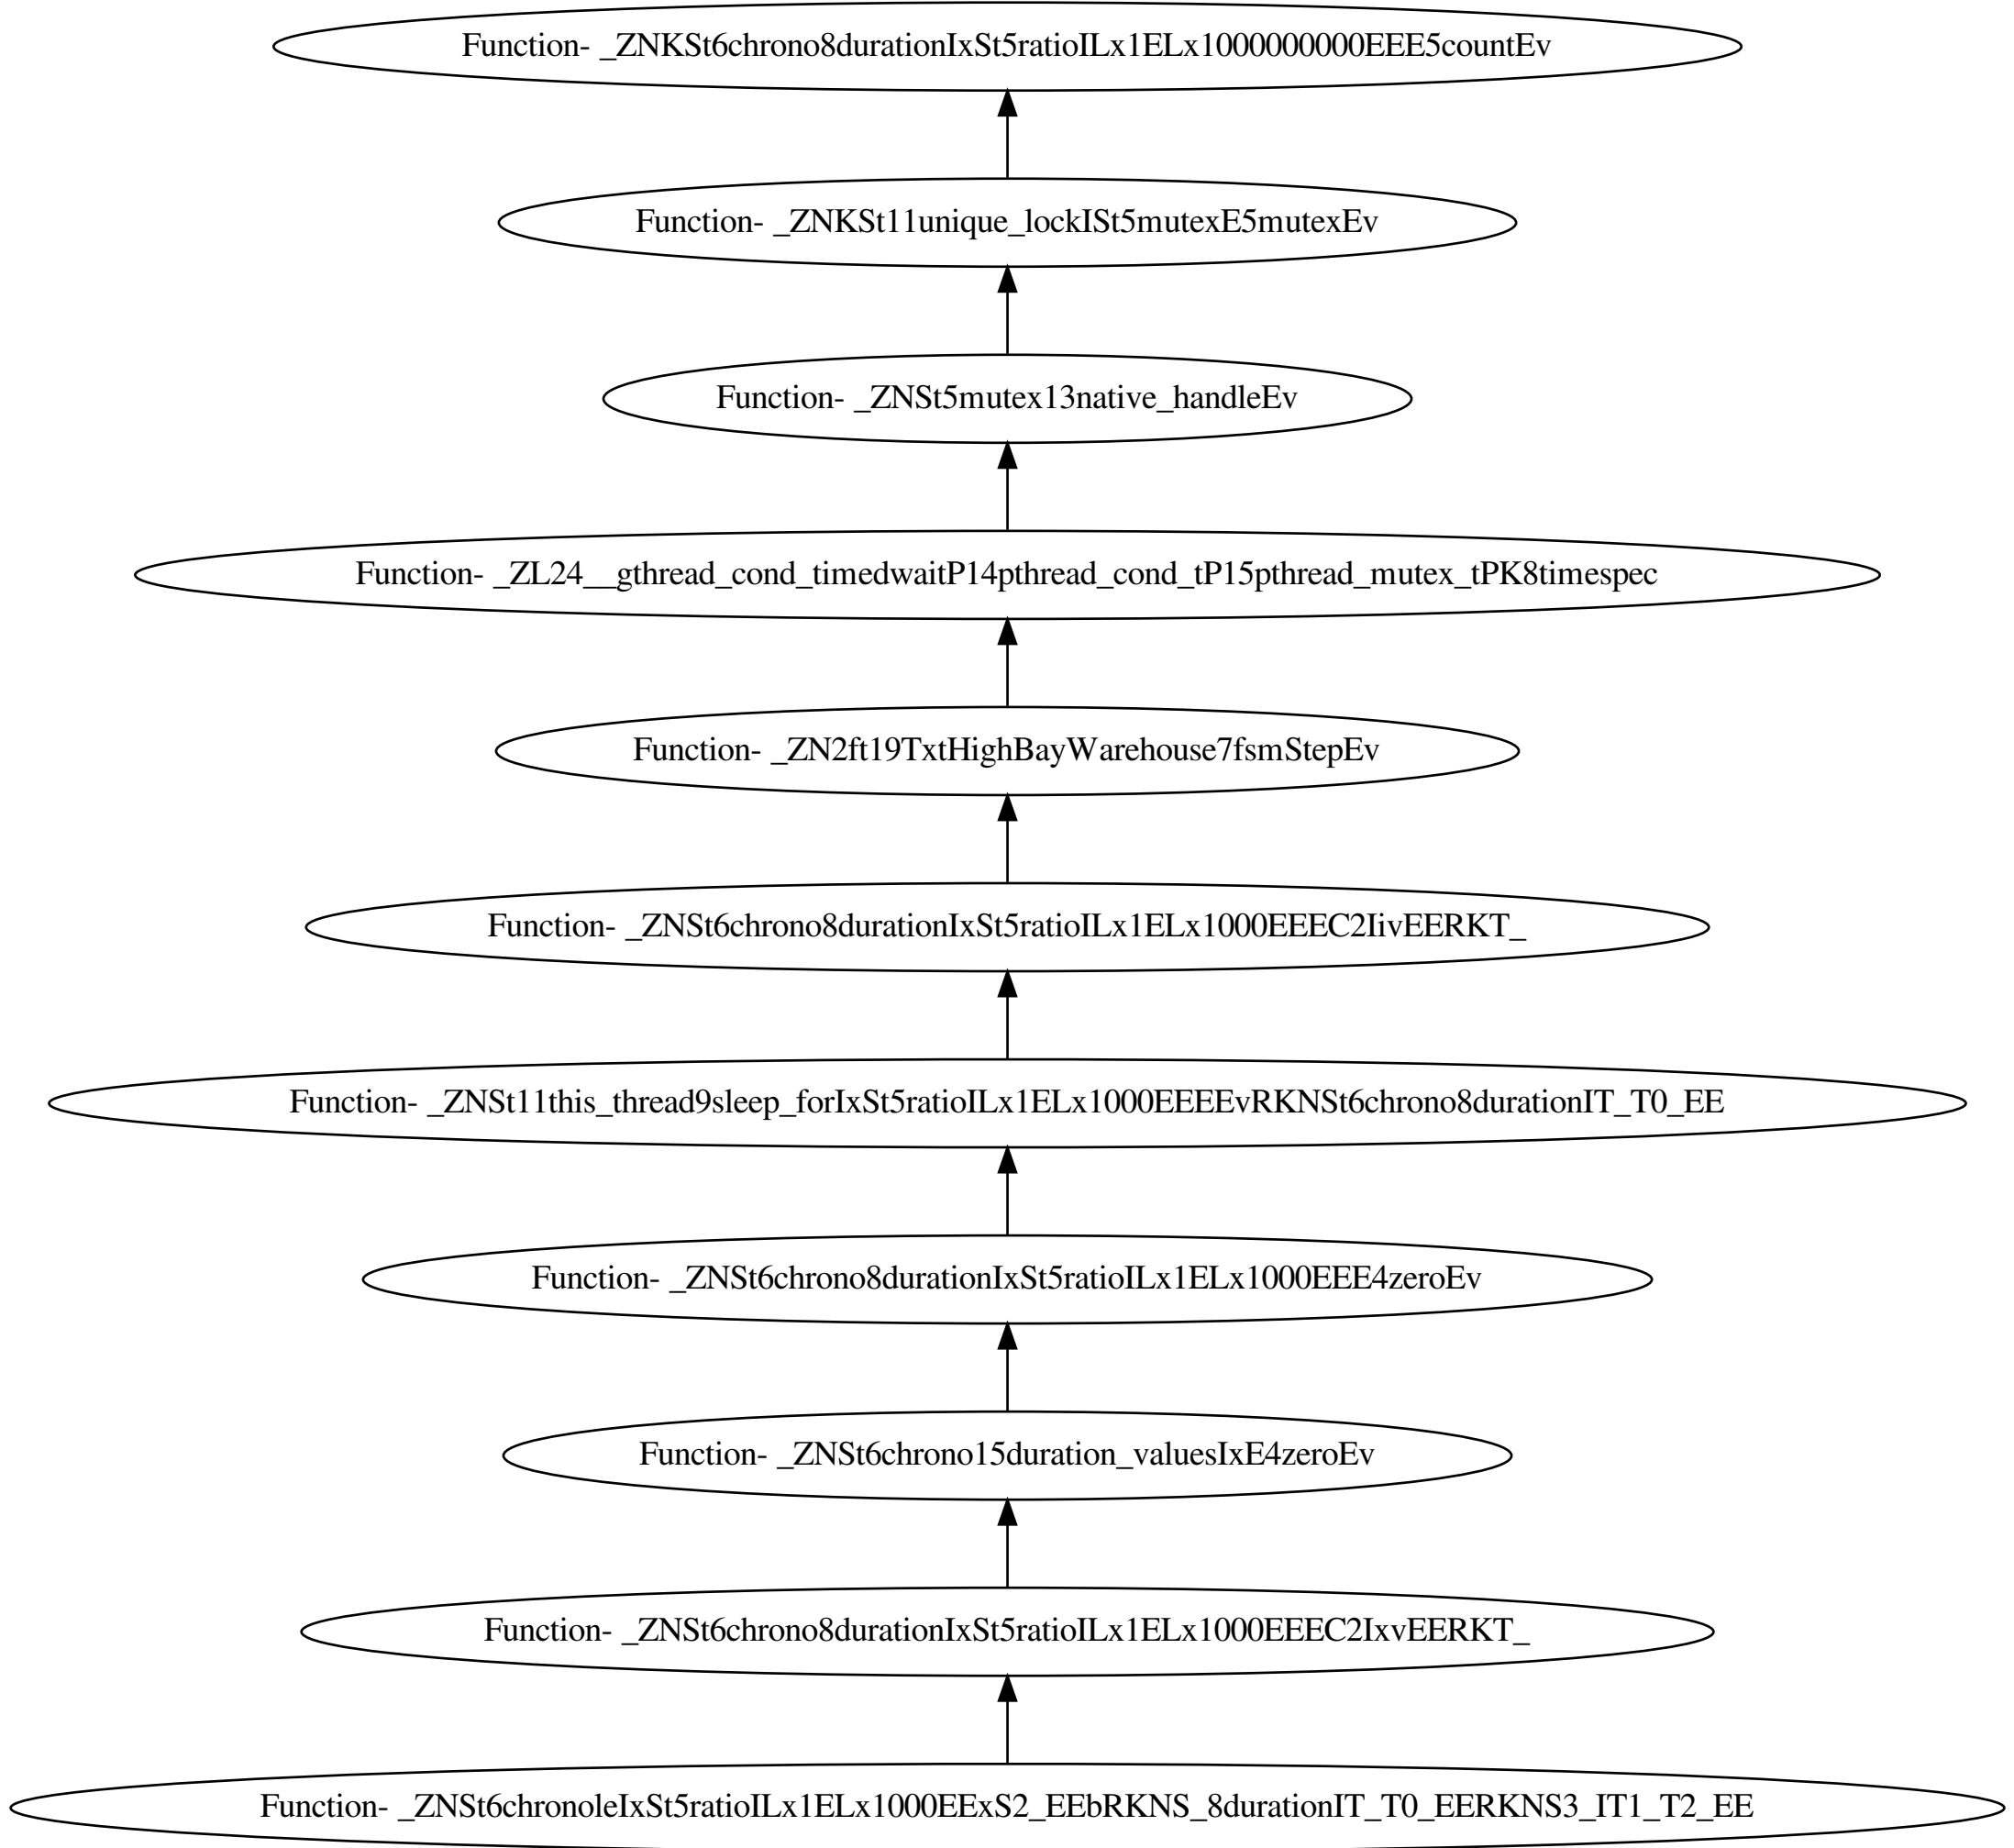 Function- _ZNKSt6chrono8durationIxSt5ratioILx1ELx1000000000EEE5countEv
Function- _ZNKSt11unique_lockISt5mutexE5mutexEv
Function- _ZNSt5mutex13native_handleEv
Function- _ZL24__gthread_cond_timedwaitP14pthread_cond_tP15pthread_mutex_tPK8timespec
Function- _ZN2ft19TxtHighBayWarehouse7fsmStepEv
Function- _ZNSt6chrono8durationIxSt5ratioILx1ELx1000EEEC2IivEERKT_
Function- _ZNSt11this_thread9sleep_forIxSt5ratioILx1ELx1000EEEEvRKNSt6chrono8durationIT_T0_EE
Function- _ZNSt6chrono8durationIxSt5ratioILx1ELx1000EEE4zeroEv
Function- _ZNSt6chrono15duration_valuesIxE4zeroEv
Function- _ZNSt6chrono8durationIxSt5ratioILx1ELx1000EEEC2IxvEERKT_
Function- _ZNSt6chronoleIxSt5ratioILx1ELx1000EExS2_EEbRKNS_8durationIT_T0_EERKNS3_IT1_T2_EE